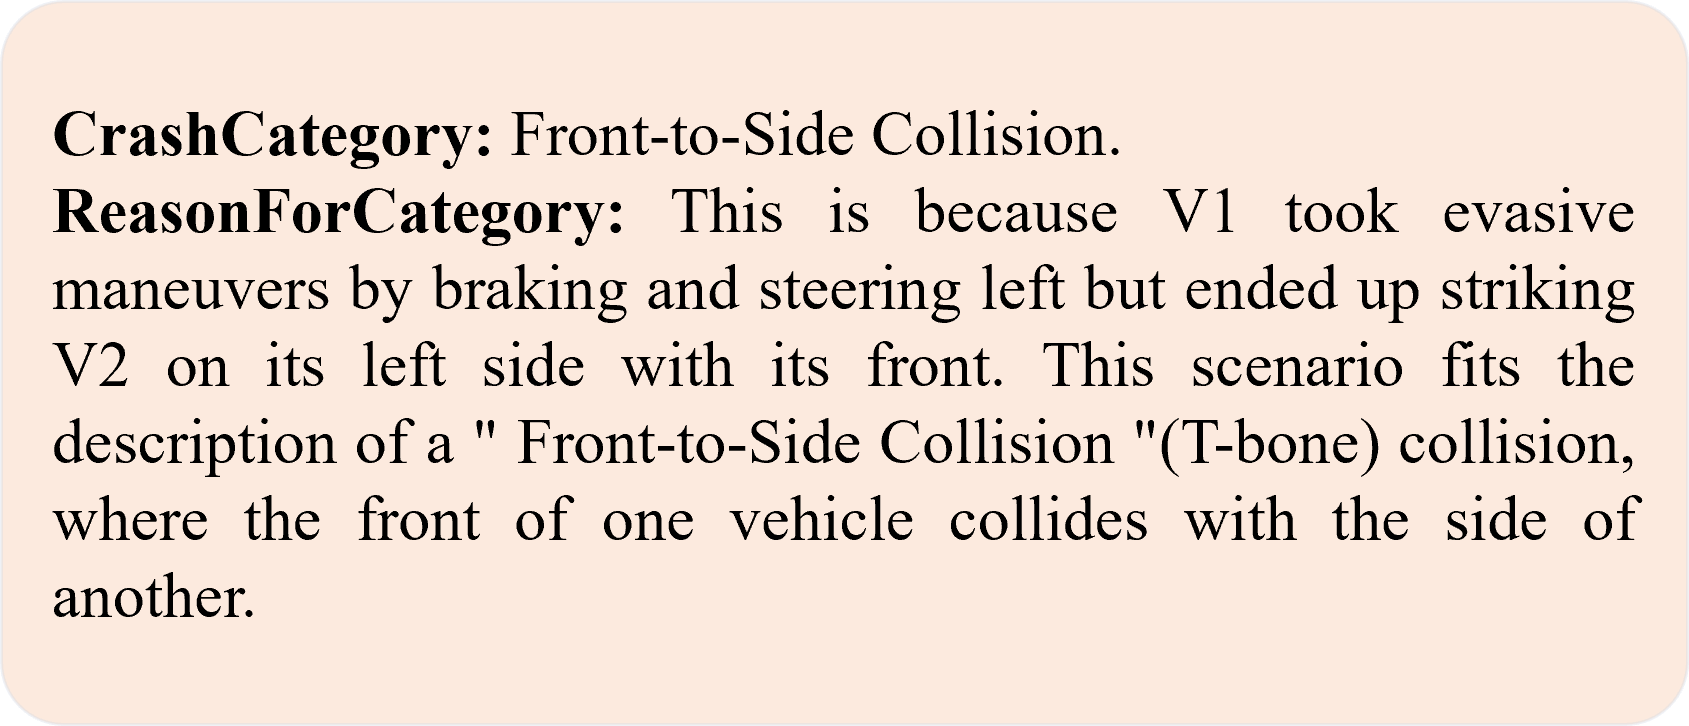 CrashCategory: Front-to-Side Collision.
ReasonForCategory: This is because V1 took evasive
maneuvers by braking and steering left but ended up striking
V2 on its left side with its front. This scenario fits the
description of a " Front-to-Side Collision "(T-bone) collision,
where the front of one vehicle collides with the side of
another.